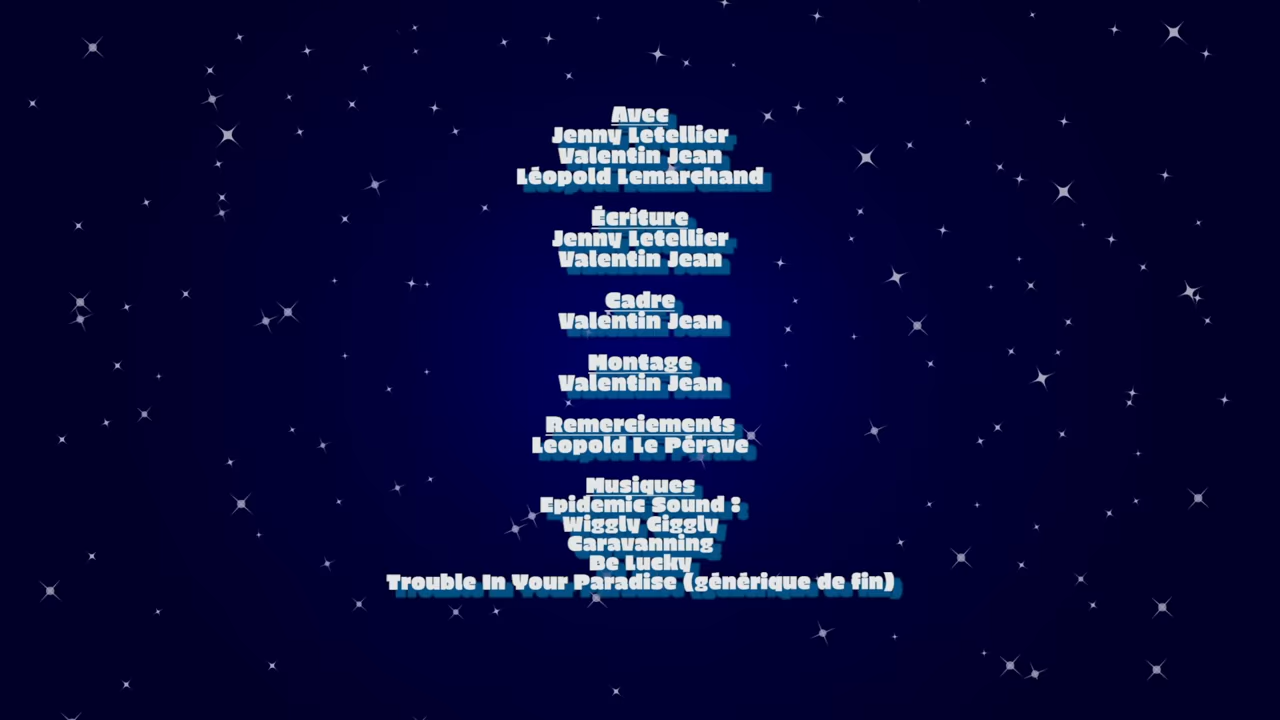 Avec
Jenny Letellier
Valentin Jean
Léopold Lemarchand
Écriture
Jenny Letellier
Valentin Jean
Cadre
Valentin Jean
Montage
Valentin Jean
Remerciements
Leopold Le Pérave
Musiques
Epidemic Sound :
Wiggly Giggly
Caravanning
Be Lucky
Trouble In Your Paradise (générique de fin)